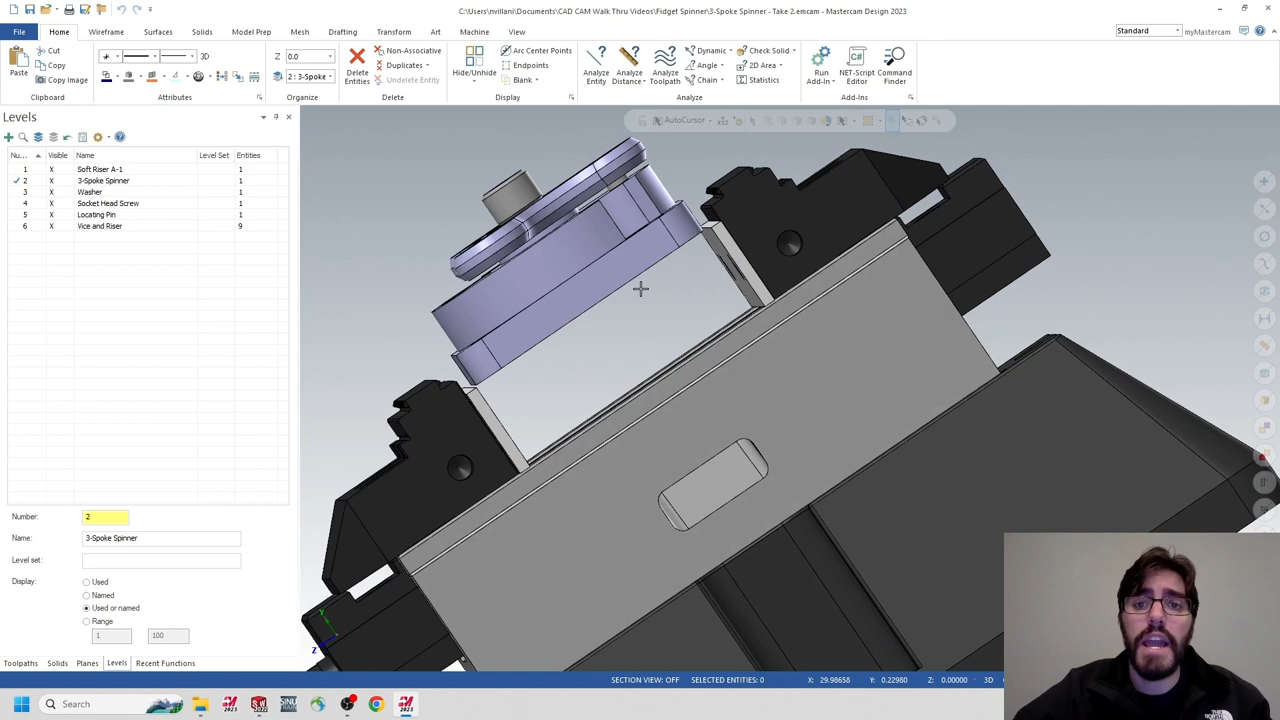 C:\Users\nvillani\Documents\CAD CAM Walk Thru Videos\Fidget Spinner\3-Spoke Spinner - Take 2.emcam - Mastercam Design 2023
File Home Wireframe Surfaces Solids Model Prep Mesh Drafting Transform Art Machine View
Standard myMastercam
Paste
Cut
Copy
Copy Image
Clipboard
3D
Attributes
Z 0.0
2 : 3-Spoke
Organize
Delete Entities
Non-Associative
Duplicates
Undelete Entity
Delete
Hide/Unhide
Arc Center Points
Endpoints
Blank
Display
Analyze Entity
Analyze Distance
Analyze Toolpath
Dynamic
Angle
Chain
Check Solid
2D Area
Statistics
Analyze
Run Add-In
NET-Script Editor
Command Finder
Add-Ins
Levels
AutoCursor
Nu... Visible Name Level Set Entities
1 X Soft Riser A-1 1
2 X 3-Spoke Spinner 1
3 X Washer 1
4 X Socket Head Screw 1
5 X Locating Pin 1
6 X Vice and Riser 9
Number: 2
Name: 3-Spoke Spinner
Level set:
Display: Used
Named
Used or named
Range
1 100
Y
Z
Toolpaths Solids Planes Levels Recent Functions
SECTION VIEW: OFF SELECTED ENTITIES: 0 X: 29.98658 Y: 0.22980 Z: 0.00000 3D
Search
2023
SINU
2023
THE NORTH